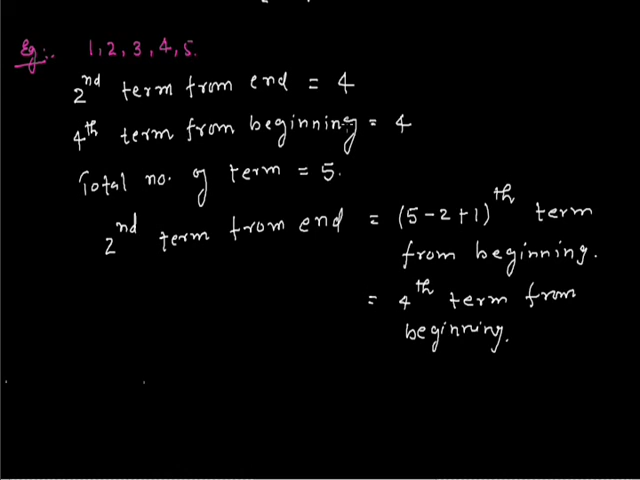 Eg:-. 1, 2, 3, 4, 5.
2nd term from end = 4
4th term from beginning = 4
Total no. of term = 5.
2nd term from end = (5-2+1)th term
from beginning.
= 4th term from
beginning.